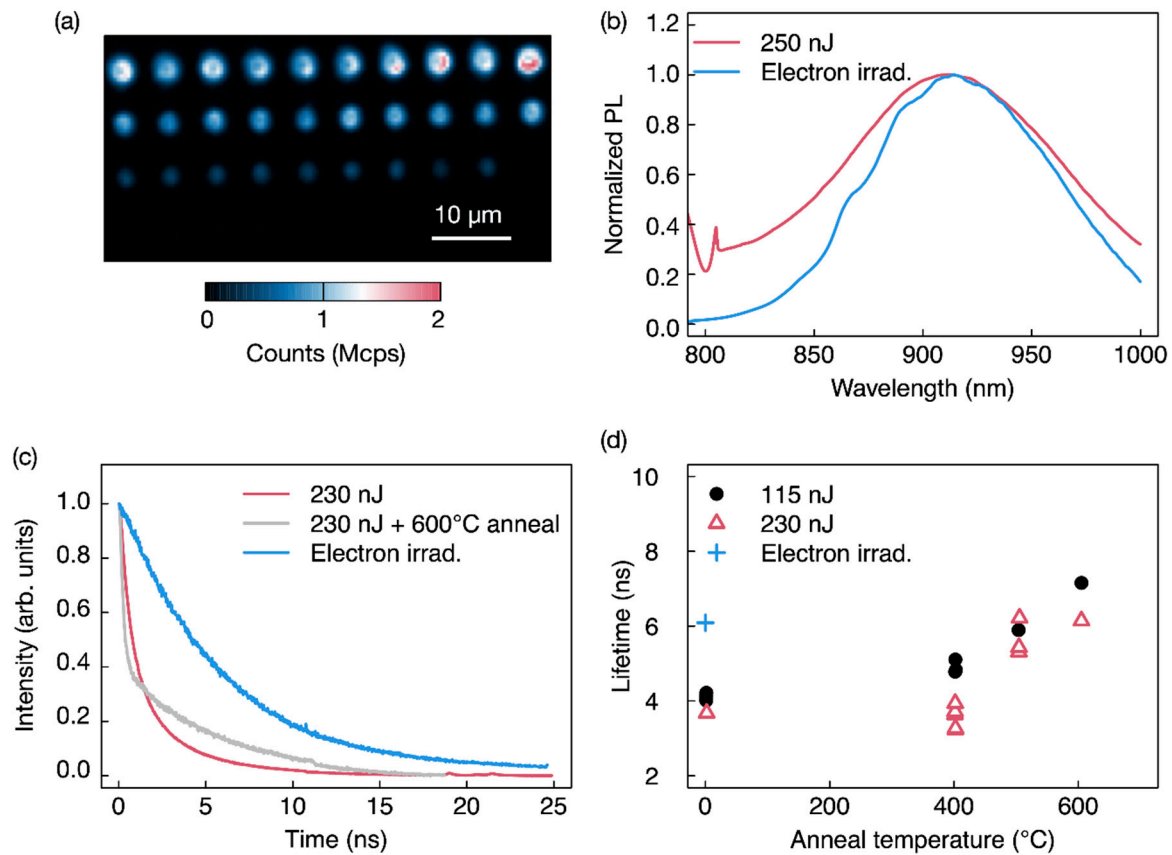 (a)
10 μm
0 1 2
Counts (Mcps)
(b)
250 nJ
Electron irrad.
Normalized PL
1.2
1.0
0.8
0.6
0.4
0.2
0.0
800 850 900 950 1000
Wavelength (nm)
(c)
230 nJ
230 nJ + 600°C anneal
Electron irrad.
Intensity (arb. units)
1.0
0.8
0.6
0.4
0.2
0.0
0 5 10 15 20 25
Time (ns)
(d)
115 nJ
230 nJ
Electron irrad.
Lifetime (ns)
10
8
6
4
2
0 200 400 600
Anneal temperature (°C)